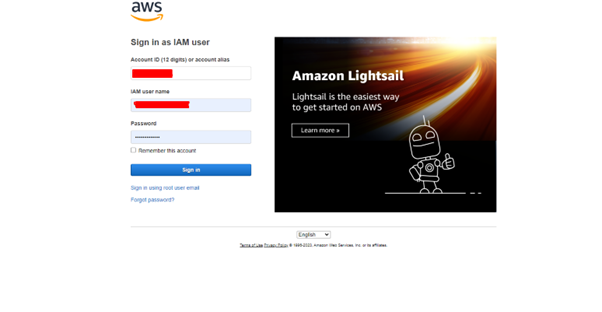 aws
Sign in as IAM user
Account ID (12 digits) or account alias
IAM user name
Password
Remember this account
Sign in
Sign in using root user email
Forgot password?
Amazon Lightsail
Lightsail is the easiest way
to get started on AWS
Learn more »
English
Terms of Use Privacy Policy © 1996-2020, Amazon Web Services, Inc. or its affiliates.